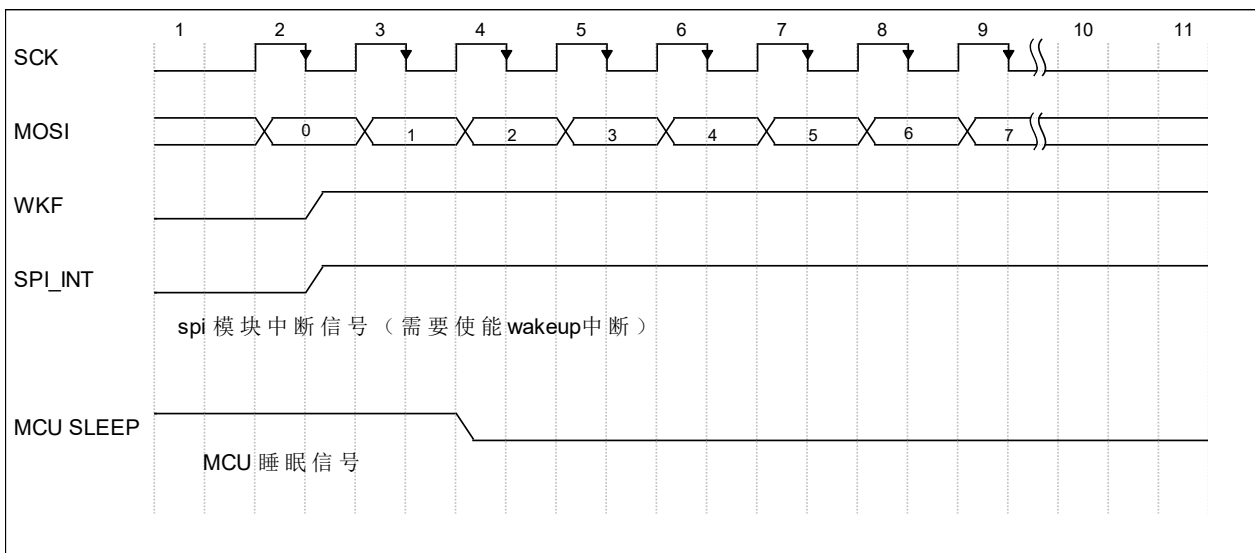 1 2 3 4 5 6 7 8 9 10 11
SCK
MOSI 0 1 2 3 4 5 6 7
WKF
SPI_INT
spi 模块中断信号（需要使能wakeup中断）
MCU SLEEP
MCU 睡眠信号